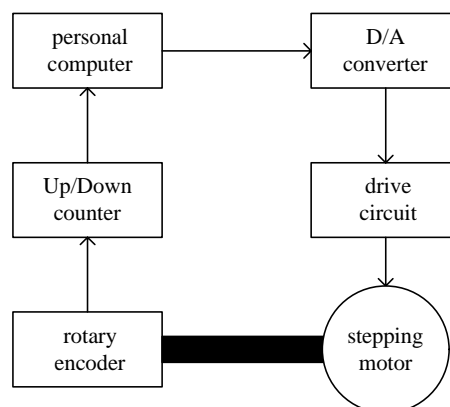 personal
computer
D/A
converter
Up/Down
counter
drive
circuit
rotary
encoder
stepping
motor